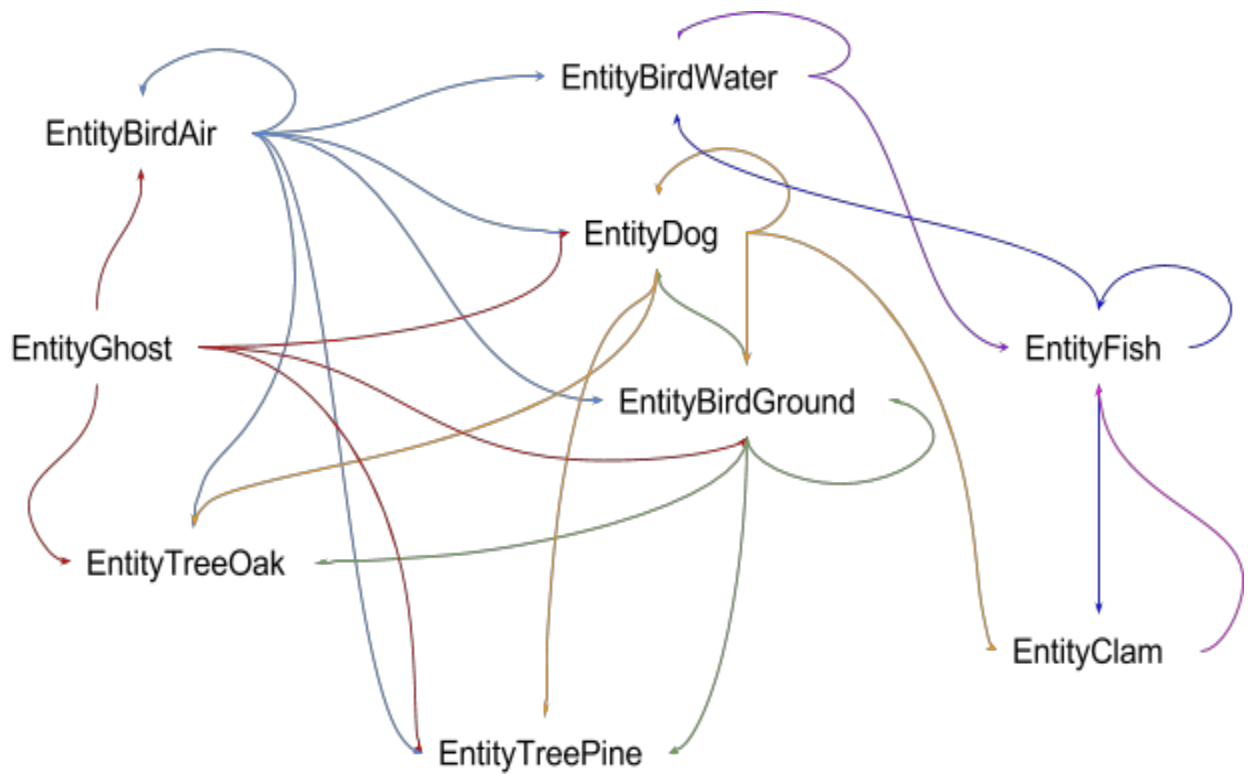 EntityBirdWater
EntityBirdAir
EntityDog
EntityGhost
EntityFish
EntityBirdGround
EntityTreeOak
EntityClam
EntityTreePine